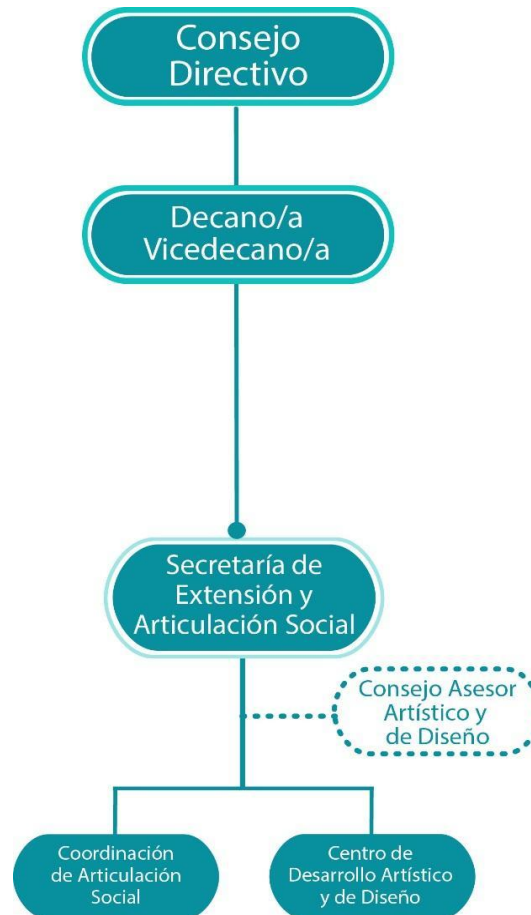 Consejo
Directivo
Decano/a
Vicedecano/a
Secretaría de
Extensión y
Articulación Social
Consejo Asesor
Artístico y
de Diseño
Coordinación
de Articulación
Social
Centro de
Desarrollo Artístico
y de Diseño